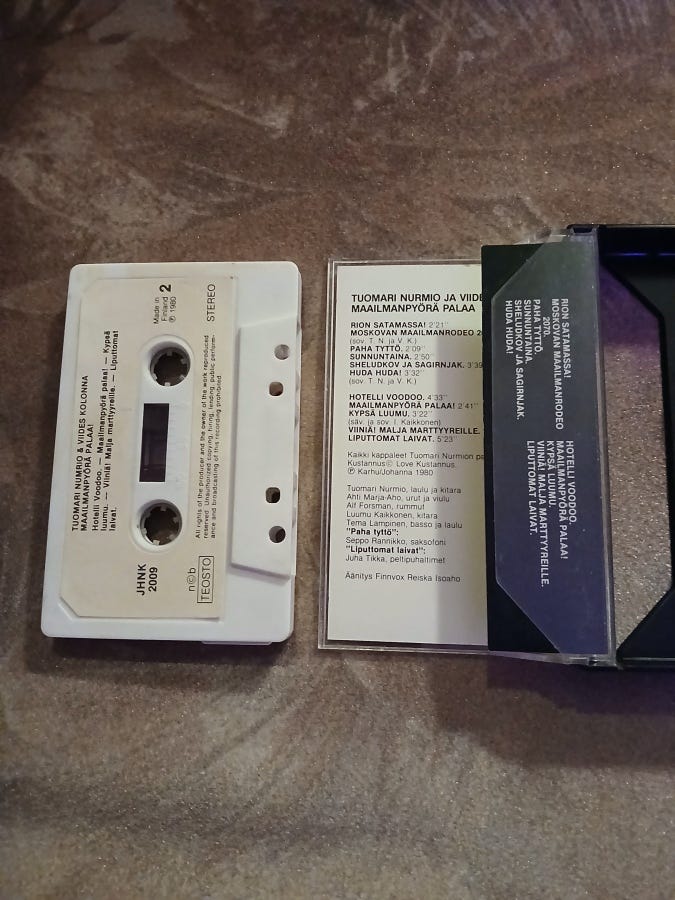 TUOMARI NUMRIO & VIIDES KOLONNA
MAAILMANPYÖRÄ PALAA!
Hotelli Voodoo. — Maailmanpyörä palaa! — Kypsä
luumu. — Viiniä! Malja marttyyreille. — Liputtomat
laivat.
Made in
Finland
℗ 1980
2
STEREO
JHNK
2009
n©b
TEOSTO
All rights of the producer and the owner of the work reproduced
reserved. Unauthorized copying, hiring, lending, public perform-
ance and broadcasting of this recording prohibited.
TUOMARI NURMIO JA VIIDE
MAAILMANPYÖRÄ PALAA
RION SATAMASSA! 2'21''
MOSKOVAN MAAILMANRODEO 20
(sov. T. N. ja V. K.)
PAHA TYTTÖ. 2'09''
SUNNUNTAINA. 2'50''
SHELUDKOV JA SAGIRNJAK. 3'39
HUDA HUDA! 3'32''
(sov. T. N. ja V. K.)
HOTELLI VOODOO. 4'33''
MAAILMANPYÖRÄ PALAA! 2'41''
KYPSÄ LUUMU. 3'22''
(säv. ja sov. I. Kaikkonen)
VIINIÄ! MALJA MARTTYYREILLE.
LIPUTTOMAT LAIVAT. 5'23''
Kaikki kappaleet Tuomari Nurmion pa
Kustannus© Love Kustannus.
℗ Karhu/Johanna 1980
Tuomari Nurmio, laulu ja kitara
Ahti Marja-Aho, urut ja viulu
Alf Forsman, rummut
Luumu Kaikkonen, kitara
Tema Lampinen, basso ja laulu
"Paha tyttö":
Seppo Rannikko, saksofoni
"Liputtomat laivat":
Juha Tikka, peltipuhaltimet
Äänitys Finnvox Reiska Isoaho
RION SATAMASSA!
MOSKOVAN MAAILMANRODEO
2070.
PAHA TYTTÖ.
SUNNUNTAINA.
SHELUDKOV JA SAGIRNJAK.
HUDA HUDA!
HOTELLI VOODOO.
MAAILMANPYÖRÄ PALAA!
KYPSÄ LUUMU.
VIINIÄ! MALJA MARTTYYREILLE.
LIPUTTOMAT LAIVAT.